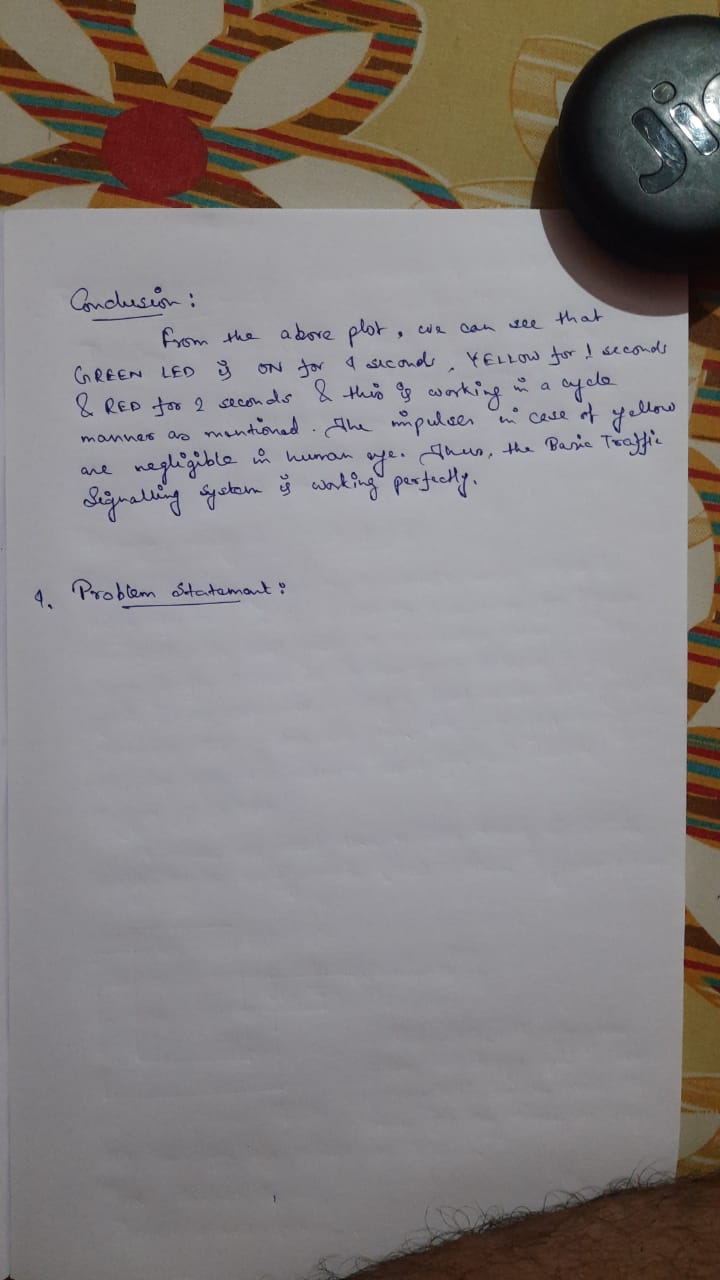 Jio
Conclusion:
From the above plot, we can see that
GREEN LED is ON for 4 seconds, YELLOW for 1 seconds
& RED for 2 seconds & this is working in a cycle
manner as mentioned. The impulses in case of yellow
are negligible in human eye. Thus, the Basic Traffic
Signalling System is working perfectly.
4. Problem Statement: